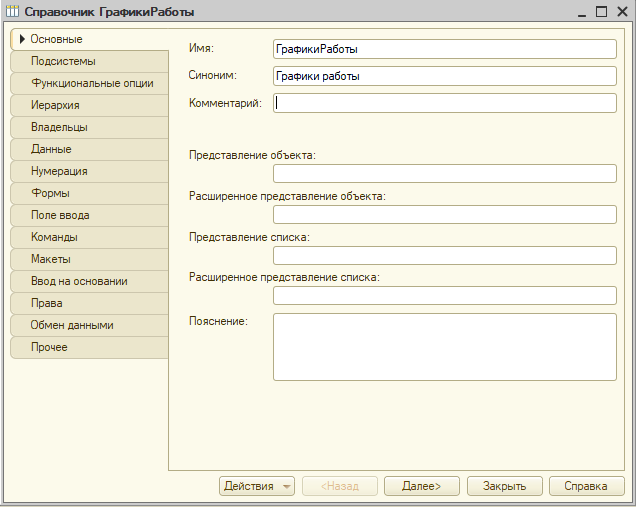 Справочник ГрафикиРаботы
Основные
Подсистемы
Функциональные опции
Иерархия
Владельцы
Данные
Нумерация
Формы
Поле ввода
Команды
Макеты
Ввод на основании
Права
Обмен данными
Прочее
Имя: ГрафикиРаботы
Синоним: Графики работы
Комментарий:
Представление объекта:
Расширенное представление объекта:
Представление списка:
Расширенное представление списка:
Пояснение:
Действия <Назад Далее> Закрыть Справка